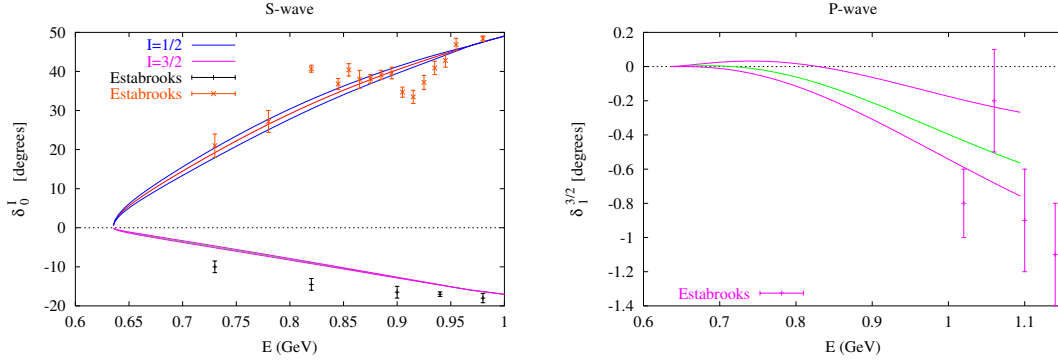 S-wave
δ_0^I [degrees]
50
40
30
20
10
0
-10
-20
I=1/2
I=3/2
Estabrooks
Estabrooks
0.6
0.65
0.7
0.75
0.8
0.85
0.9
0.95
1
E (GeV)
P-wave
δ_1^{3/2} [degrees]
0.2
0
-0.2
-0.4
-0.6
-0.8
-1
-1.2
-1.4
Estabrooks
0.6
0.7
0.8
0.9
1
1.1
E (GeV)